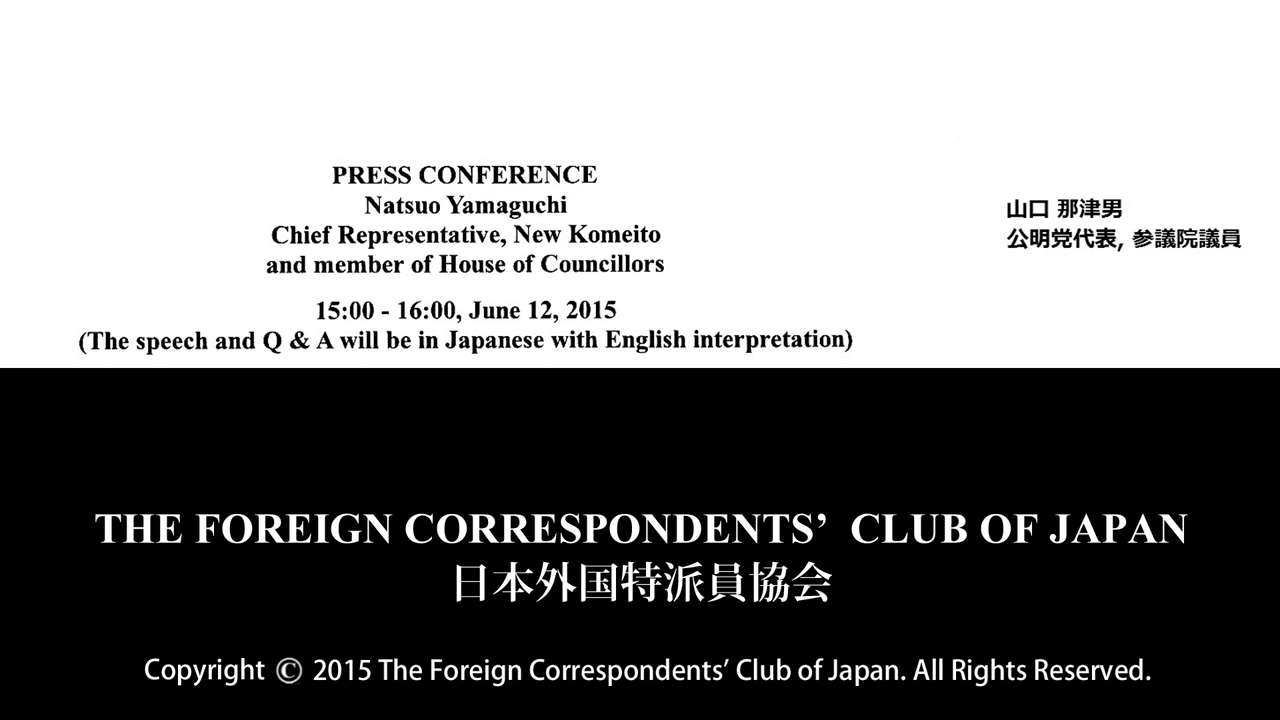 PRESS CONFERENCE
Natsuo Yamaguchi
Chief Representative, New Komeito
and member of House of Councillors
15:00 - 16:00, June 12, 2015
(The speech and Q & A will be in Japanese with English interpretation)
山口 那津男
公明党代表, 参議院議員
THE FOREIGN CORRESPONDENTS’ CLUB OF JAPAN
日本外国特派員協会
Copyright © 2015 The Foreign Correspondents’ Club of Japan. All Rights Reserved.